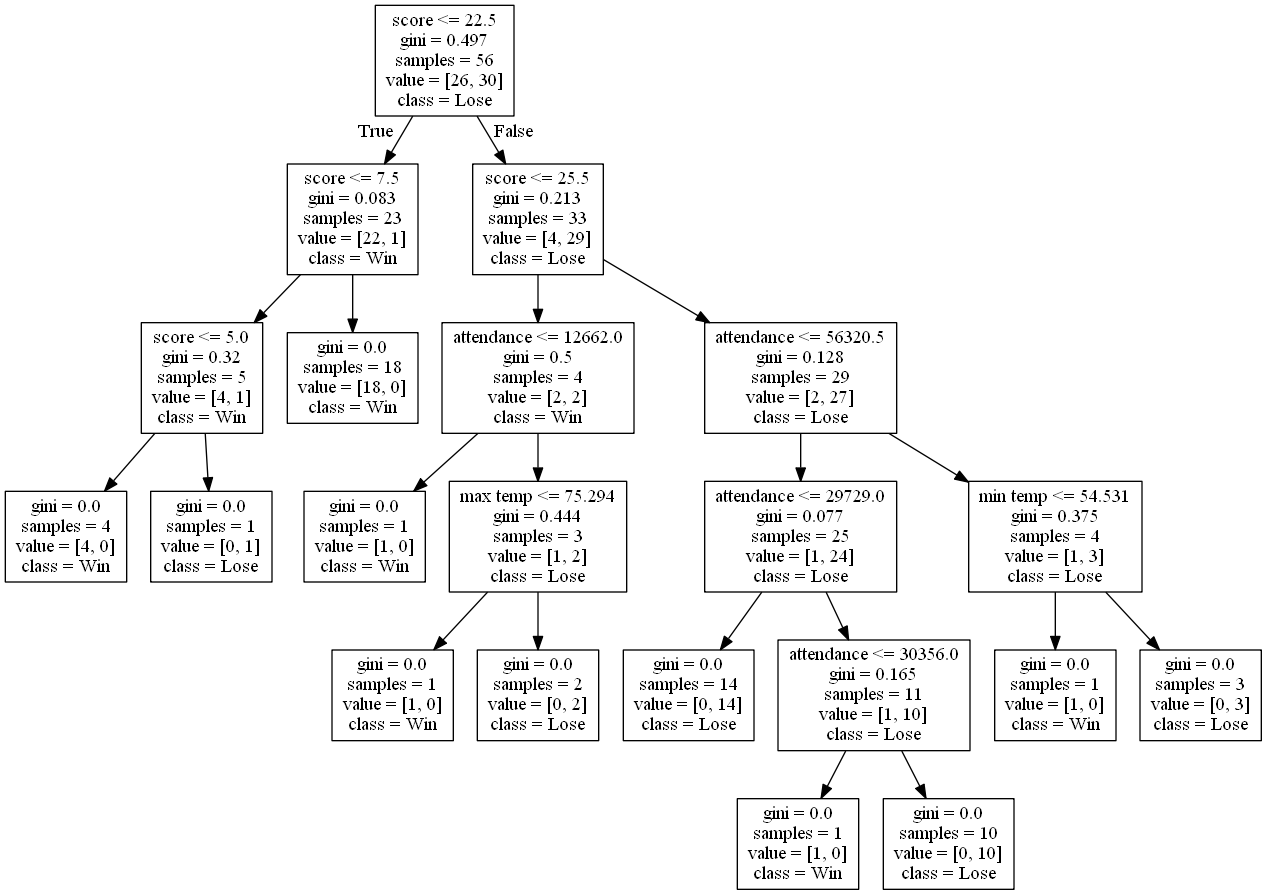 score <= 22.5
gini = 0.497
samples = 56
value = [26, 30]
class = Lose
True
False
score <= 7.5
gini = 0.083
samples = 23
value = [22, 1]
class = Win
score <= 25.5
gini = 0.213
samples = 33
value = [4, 29]
class = Lose
score <= 5.0
gini = 0.32
samples = 5
value = [4, 1]
class = Win
gini = 0.0
samples = 18
value = [18, 0]
class = Win
attendance <= 12662.0
gini = 0.5
samples = 4
value = [2, 2]
class = Win
attendance <= 56320.5
gini = 0.128
samples = 29
value = [2, 27]
class = Lose
gini = 0.0
samples = 4
value = [4, 0]
class = Win
gini = 0.0
samples = 1
value = [0, 1]
class = Lose
gini = 0.0
samples = 1
value = [1, 0]
class = Win
max temp <= 75.294
gini = 0.444
samples = 3
value = [1, 2]
class = Lose
attendance <= 29729.0
gini = 0.077
samples = 25
value = [1, 24]
class = Lose
min temp <= 54.531
gini = 0.375
samples = 4
value = [1, 3]
class = Lose
gini = 0.0
samples = 1
value = [1, 0]
class = Win
gini = 0.0
samples = 2
value = [0, 2]
class = Lose
gini = 0.0
samples = 14
value = [0, 14]
class = Lose
attendance <= 30356.0
gini = 0.165
samples = 11
value = [1, 10]
class = Lose
gini = 0.0
samples = 1
value = [1, 0]
class = Win
gini = 0.0
samples = 3
value = [0, 3]
class = Lose
gini = 0.0
samples = 1
value = [1, 0]
class = Win
gini = 0.0
samples = 10
value = [0, 10]
class = Lose